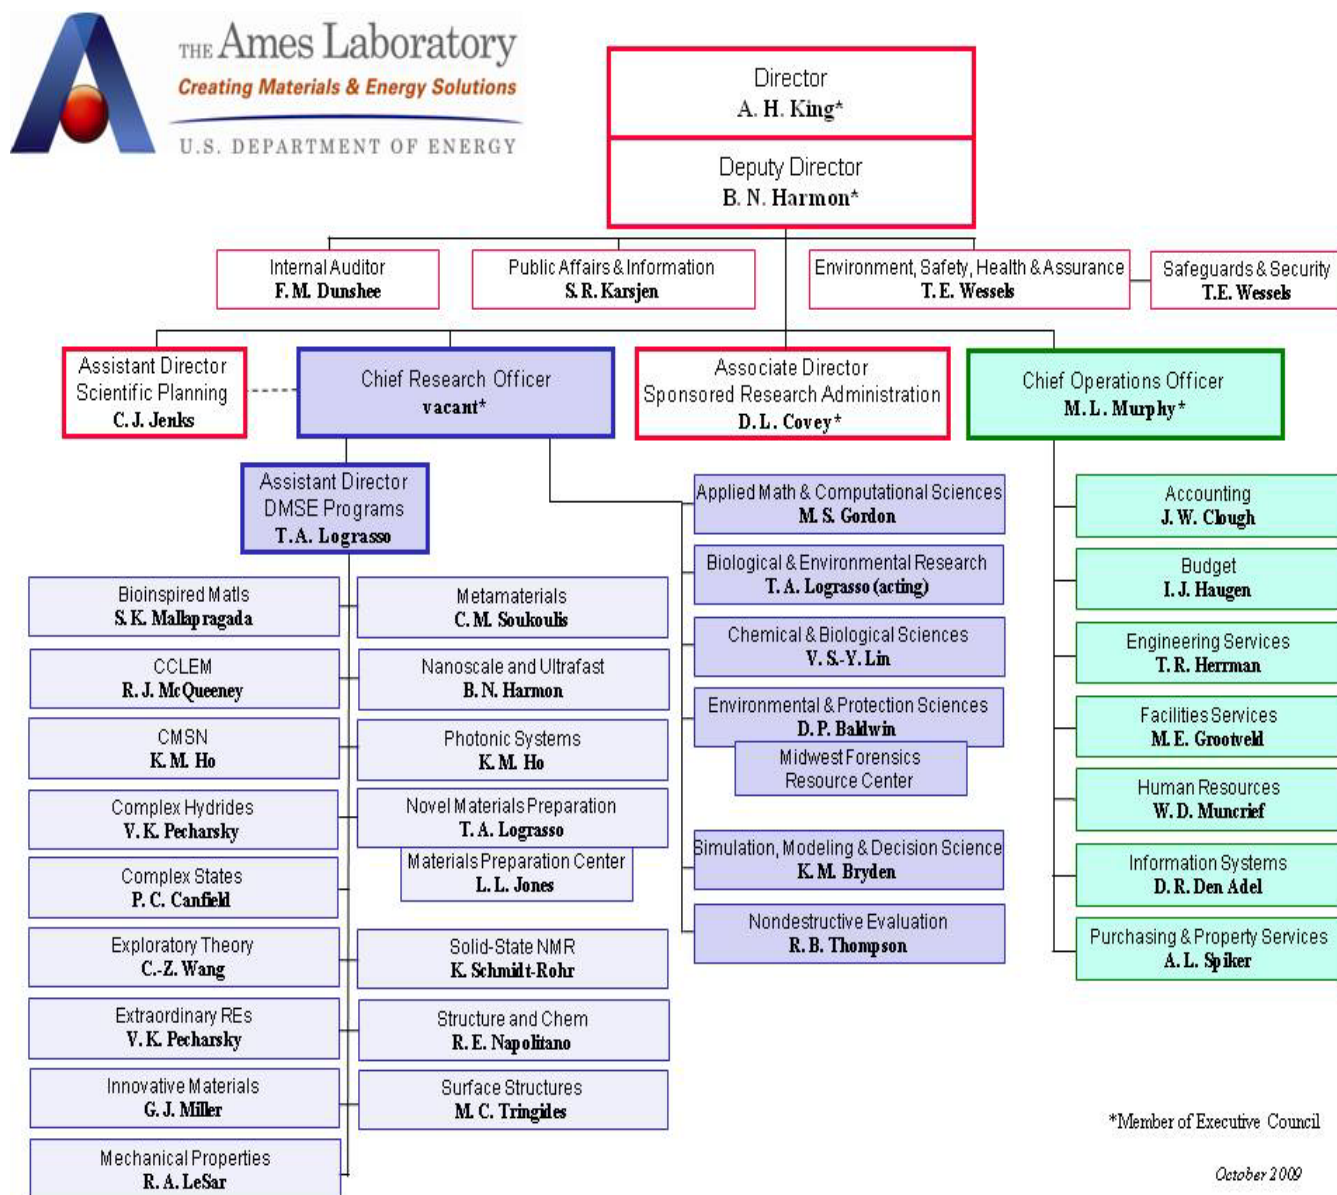 THE Ames Laboratory
Creating Materials & Energy Solutions
U.S. DEPARTMENT OF ENERGY
Director
A. H. King*
Deputy Director
B. N. Harmon*
Internal Auditor
F. M. Dunshee
Public Affairs & Information
S. R. Karsjen
Environment, Safety, Health & Assurance
T. E. Wessels
Safeguards & Security
T.E. Wessels
Assistant Director
Scientific Planning
C. J. Jenks
Chief Research Officer
vacant*
Associate Director
Sponsored Research Administration
D. L. Covey*
Chief Operations Officer
M. L. Murphy*
Assistant Director
DMSE Programs
T. A. Lograsso
Bioinspired Matls
S. K. Mallapragada
CCLEM
R. J. McQueeney
CMSN
K. M. Ho
Complex Hydrides
V. K. Pecharsky
Complex States
P. C. Canfield
Exploratory Theory
C.-Z. Wang
Extraordinary REs
V. K. Pecharsky
Innovative Materials
G. J. Miller
Mechanical Properties
R. A. LeSar
Metamaterials
C. M. Soukoulis
Nanoscale and Ultrafast
B. N. Harmon
Photonic Systems
K. M. Ho
Novel Materials Preparation
T. A. Lograsso
Materials Preparation Center
L. L. Jones
Solid-State NMR
K. Schmidt-Rohr
Structure and Chem
R. E. Napolitano
Surface Structures
M. C. Tringides
Applied Math & Computational Sciences
M. S. Gordon
Biological & Environmental Research
T. A. Lograsso (acting)
Chemical & Biological Sciences
V. S.-Y. Lin
Environmental & Protection Sciences
D. P. Baldwin
Midwest Forensics
Resource Center
Simulation, Modeling & Decision Science
K. M. Bryden
Nondestructive Evaluation
R. B. Thompson
Accounting
J. W. Clough
Budget
I. J. Haugen
Engineering Services
T. R. Herrman
Facilities Services
M. E. Grootveld
Human Resources
W. D. Muncrief
Information Systems
D. R. Den Adel
Purchasing & Property Services
A. L. Spiker
*Member of Executive Council
October 2009